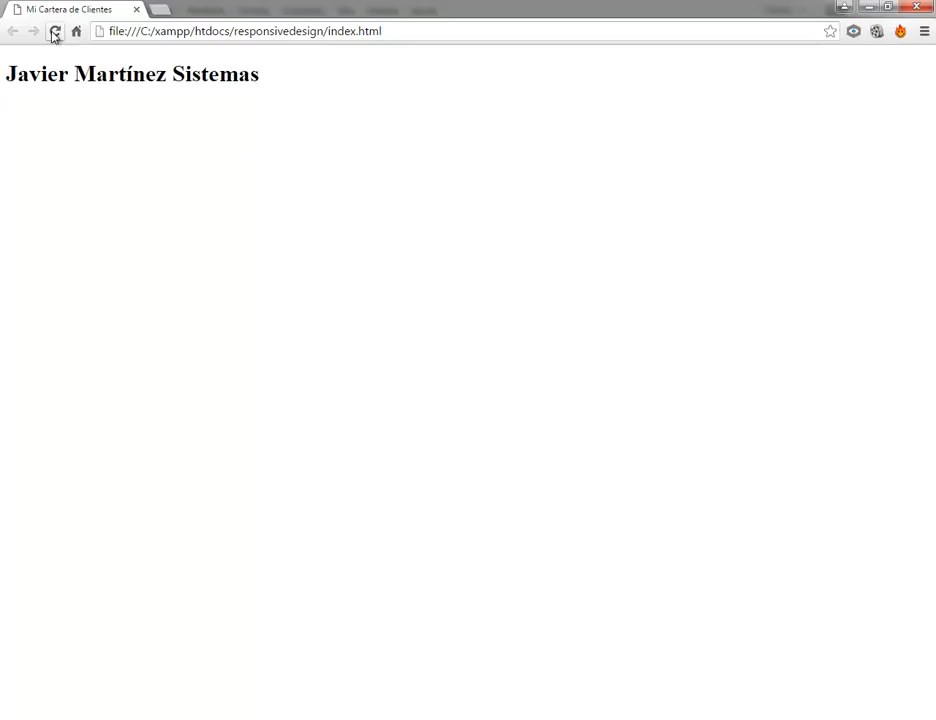 Mi Cartera de Clientes
file:///C:/xampp/htdocs/responsivedesign/index.html
Javier Martínez Sistemas